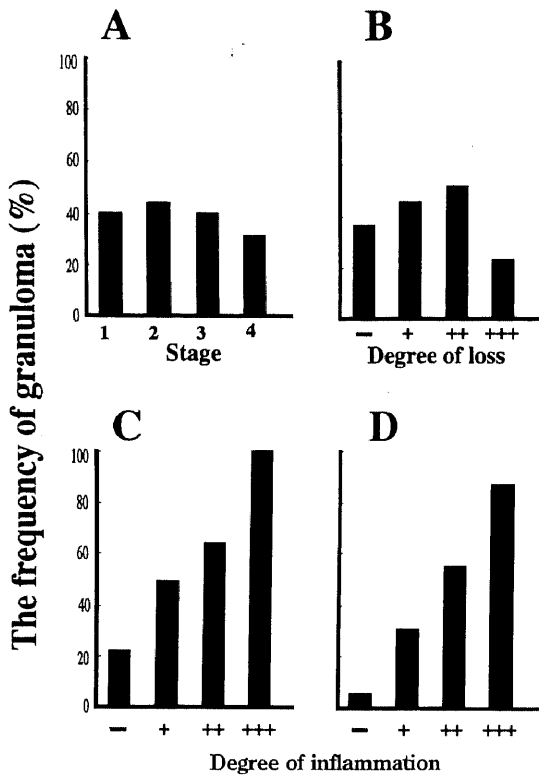 A
B
The frequency of granuloma (%)
100
80
60
40
20
0
1 2 3 4
Stage
− + ++ +++
Degree of loss
C
D
100
80
60
40
20
0
− + ++ +++
− + ++ +++
Degree of inflammation